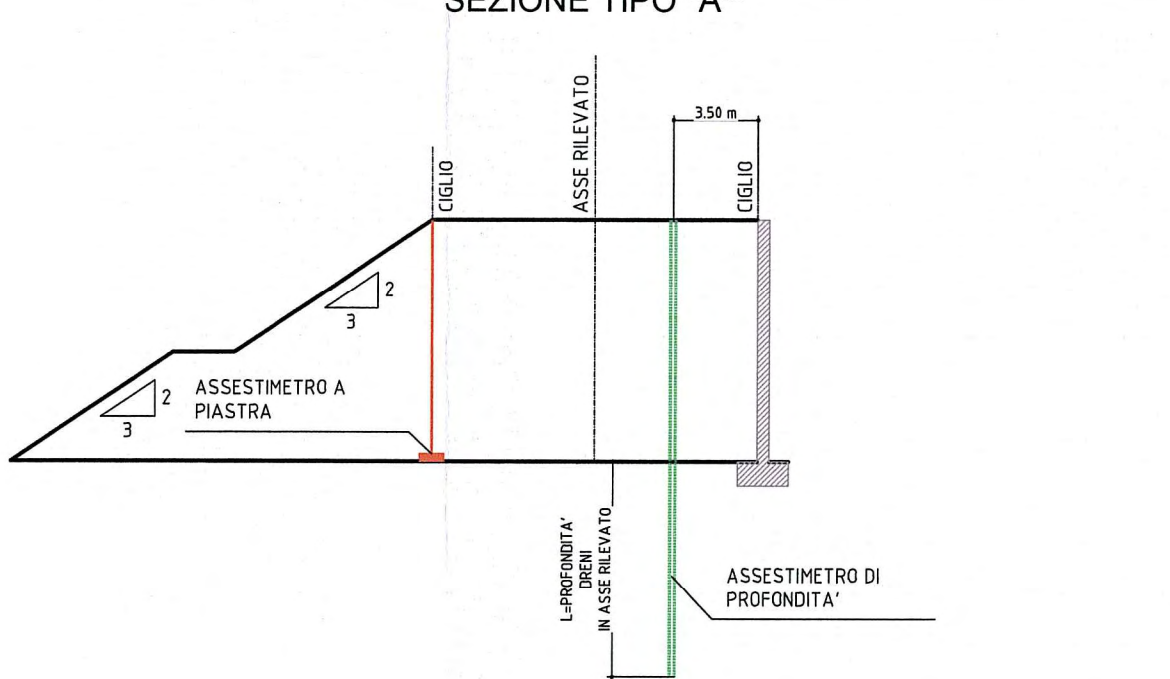 SEZIONE TIPO "A"
ASSE RILEVATO
3.50 m
CIGLIO
CIGLIO
2
3
2
3
ASSESTIMETRO A
PIASTRA
L=PROFONDITA'
DRENI
IN ASSE RILEVATO
ASSESTIMETRO DI
PROFONDITA'